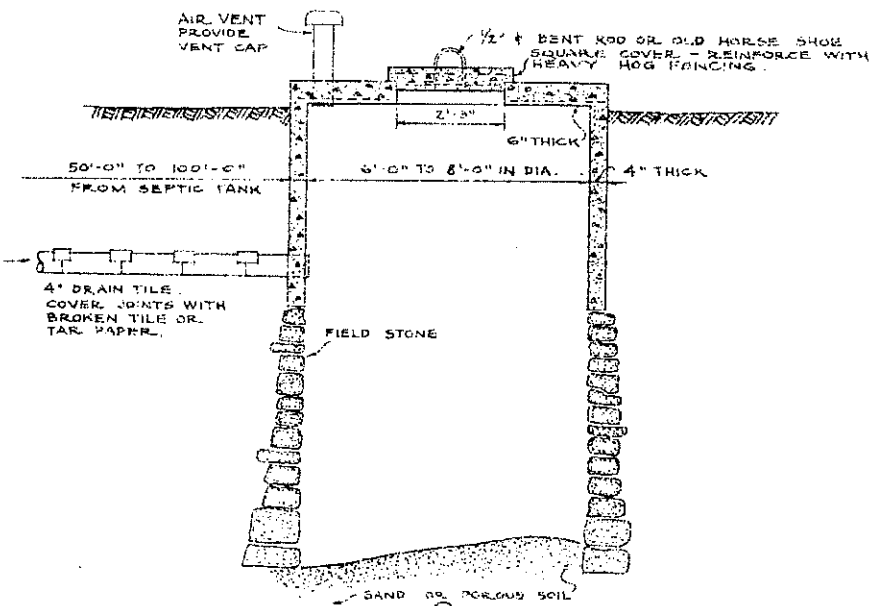 AIR VENT
PROVIDE
VENT CAP
1/2" ϕ BENT ROD OR OLD HORSE SHOE
SQUARE COVER - REINFORCE WITH
HEAVY HOG FENCING.
2'-3"
6" THICK
50'-0" TO 100'-0"
FROM SEPTIC TANK
6'-0" TO 8'-0" IN DIA.
4" THICK
4" DRAIN TILE.
COVER JOINTS WITH
BROKEN TILE OR
TAR PAPER.
FIELD STONE
SAND OR POROUS SOIL